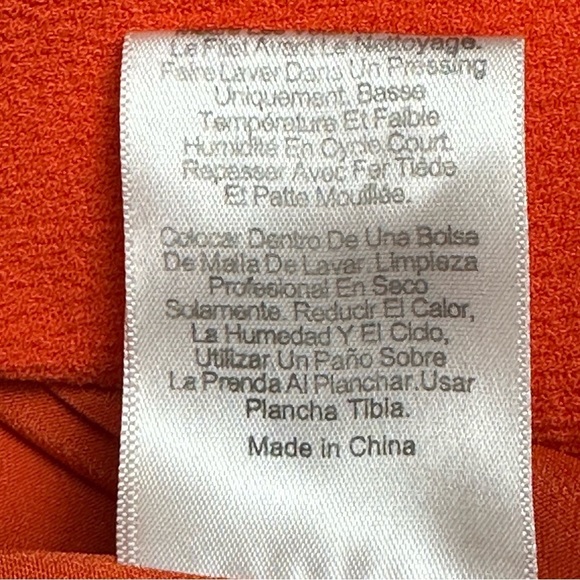 Le Filet Avant Le Nettoyage.
Faire Laver Dans Un Pressing
Uniquement. Basse
Température Et Faible
Humidité En Cycle Court.
Repasser Avec Fer Tiède
Et Patte Mouillée.
Colocar Dentro De Una Bolsa
De Malla De Lavar. Limpieza
Profesional En Seco
Solamente. Reducir El Calor,
La Humedad Y El Ciclo,
Utilizar Un Paño Sobre
La Prenda Al Planchar. Usar
Plancha Tibia.
Made in China